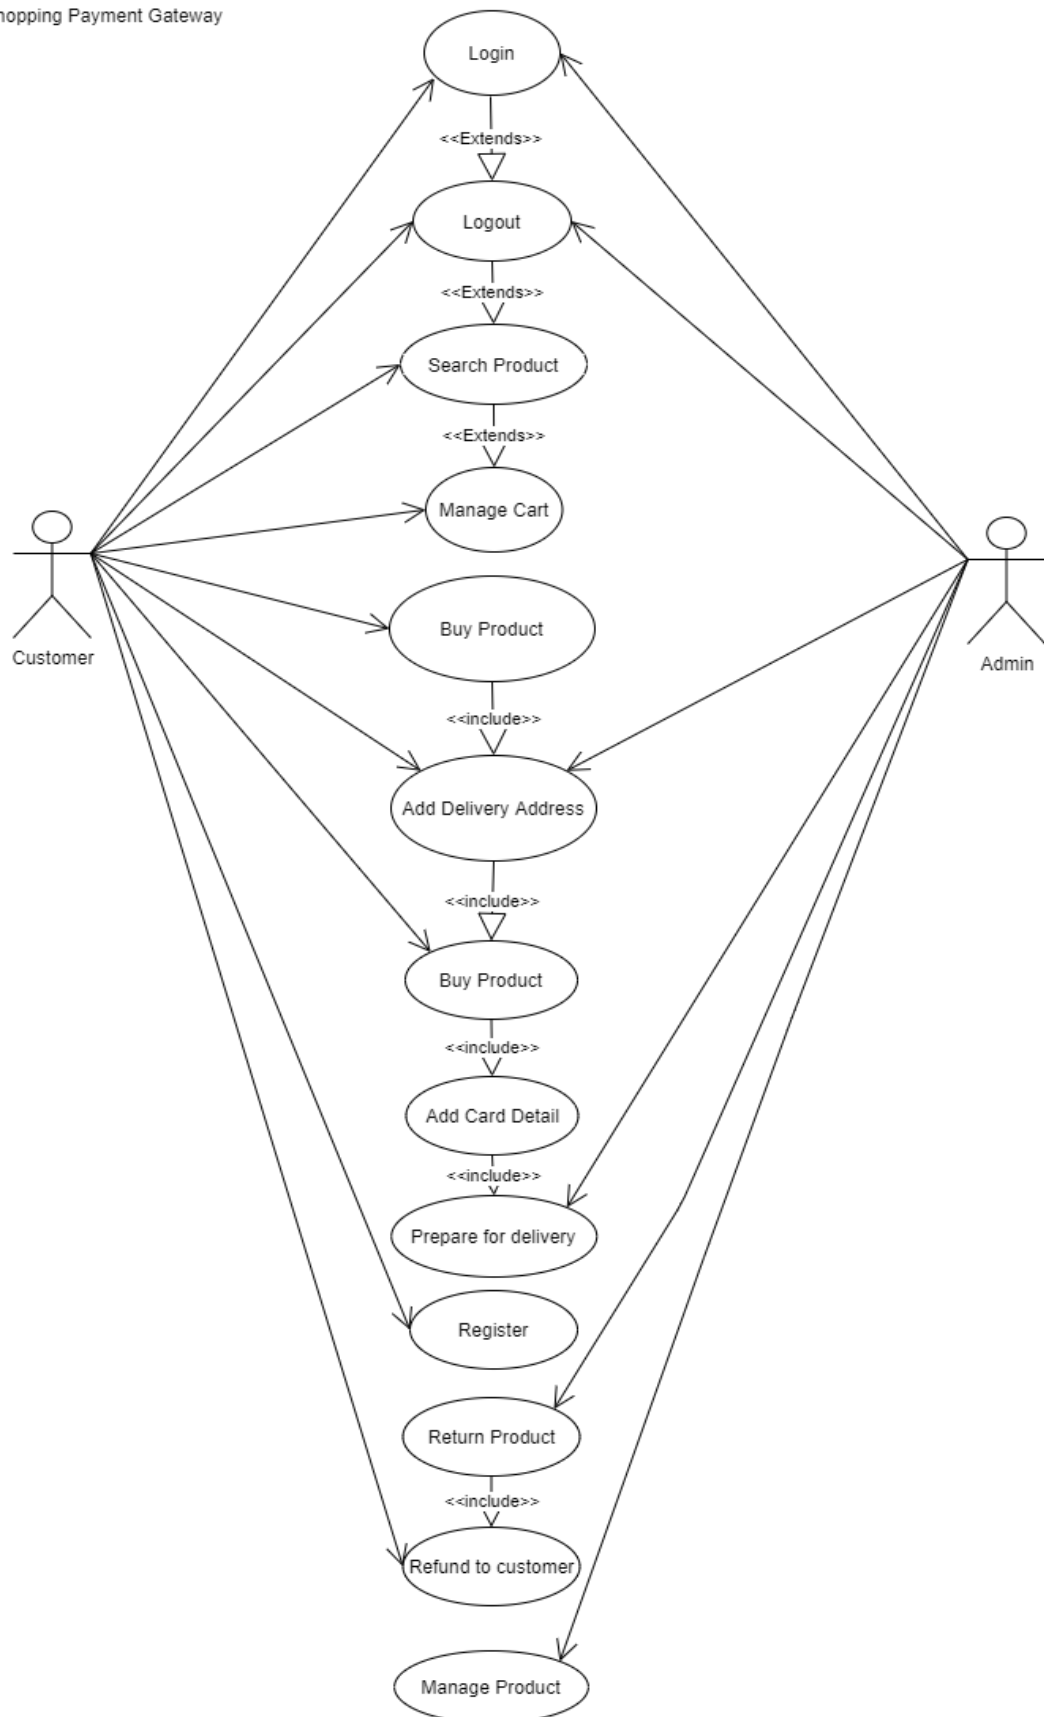 hopping Payment Gateway
Login
<<Extends>>
Logout
<<Extends>>
Search Product
<<Extends>>
Manage Cart
Customer
Admin
Buy Product
<<include>>
Add Delivery Address
<<include>>
Buy Product
<<include>>
Add Card Detail
<<include>>
Prepare for delivery
Register
Return Product
<<include>>
Refund to customer
Manage Product